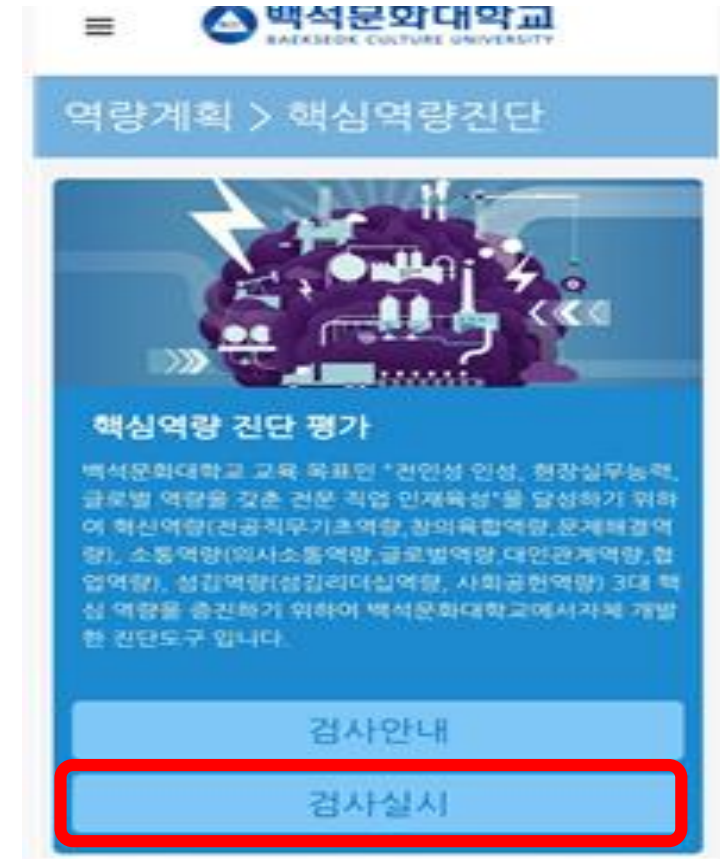 백석문화대학교
BAEKSEOK CULTURE UNIVERSITY
역량계획 > 핵심역량진단
핵심역량 진단 평가
백석문화대학교 교육 목표인 "전인성 인성, 현장실무능력,
글로벌 역량을 갖춘 전문 직업 인재육성"을 달성하기 위하
여 혁신역량(전공직무기초역량,창의융합역량,문제해결역
량), 소통역량(의사소통역량,글로벌역량,대인관계역량,협
업역량), 섬김역량(섬김리더십역량, 사회공헌역량) 3대 핵
심 역량을 증진하기 위하여 백석문화대학교에서자체 개발
한 진단도구 입니다.
검사안내
검사실시